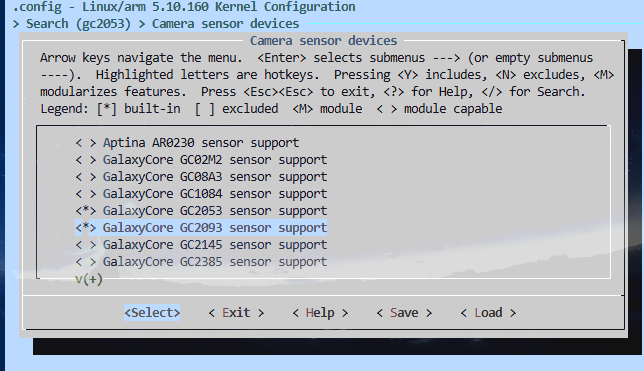 .config - Linux/arm 5.10.160 Kernel Configuration
> Search (gc2053) > Camera sensor devices
Camera sensor devices
Arrow keys navigate the menu. <Enter> selects submenus ---> (or empty submenus
----). Highlighted letters are hotkeys. Pressing <Y> includes, <N> excludes, <M>
modularizes features. Press <Esc><Esc> to exit, <?> for Help, </> for Search.
Legend: [*] built-in [ ] excluded <M> module < > module capable
< > Aptina AR0230 sensor support
< > GalaxyCore GC02M2 sensor support
< > GalaxyCore GC08A3 sensor support
< > GalaxyCore GC1084 sensor support
<*> GalaxyCore GC2053 sensor support
<*> GalaxyCore GC2093 sensor support
< > GalaxyCore GC2145 sensor support
< > GalaxyCore GC2385 sensor support
v(+)
<Select> < Exit > < Help > < Save > < Load >